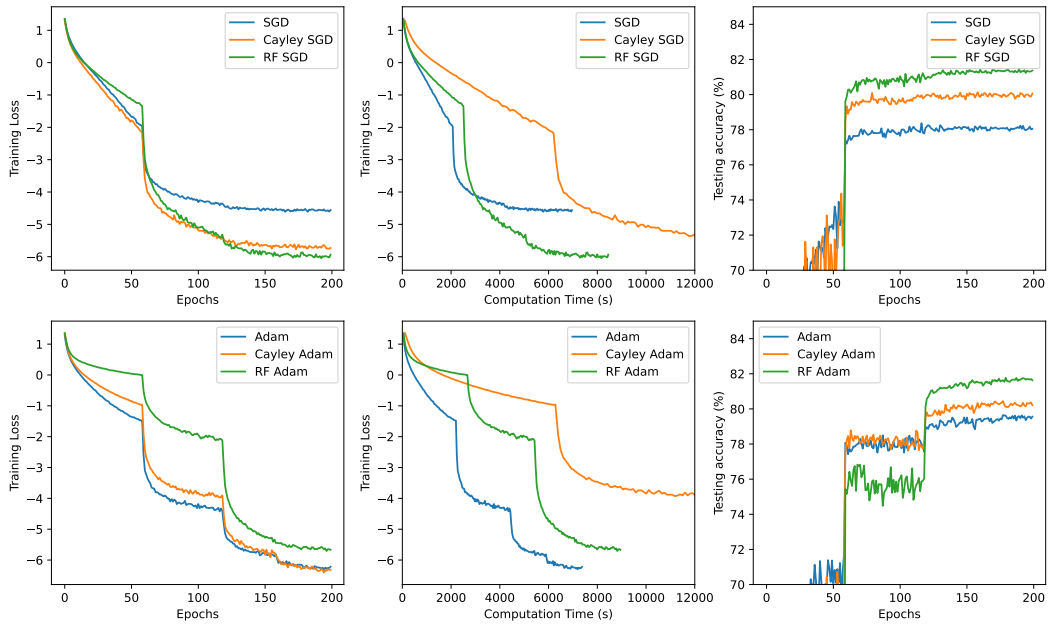 1
0
−1
−2
−3
−4
−5
−6
0
50
100
150
200
Epochs
Training Loss
SGD
Cayley SGD
RF SGD
1
0
−1
−2
−3
−4
−5
−6
0
2000
4000
6000
8000
10000
12000
Computation Time (s)
Training Loss
SGD
Cayley SGD
RF SGD
84
82
80
78
76
74
72
70
0
50
100
150
200
Epochs
Testing accuracy (%)
SGD
Cayley SGD
RF SGD
1
0
−1
−2
−3
−4
−5
−6
0
50
100
150
200
Epochs
Training Loss
Adam
Cayley Adam
RF Adam
1
0
−1
−2
−3
−4
−5
−6
0
2000
4000
6000
8000
10000
12000
Computation Time (s)
Training Loss
Adam
Cayley Adam
RF Adam
84
82
80
78
76
74
72
70
0
50
100
150
200
Epochs
Testing accuracy (%)
Adam
Cayley Adam
RF Adam